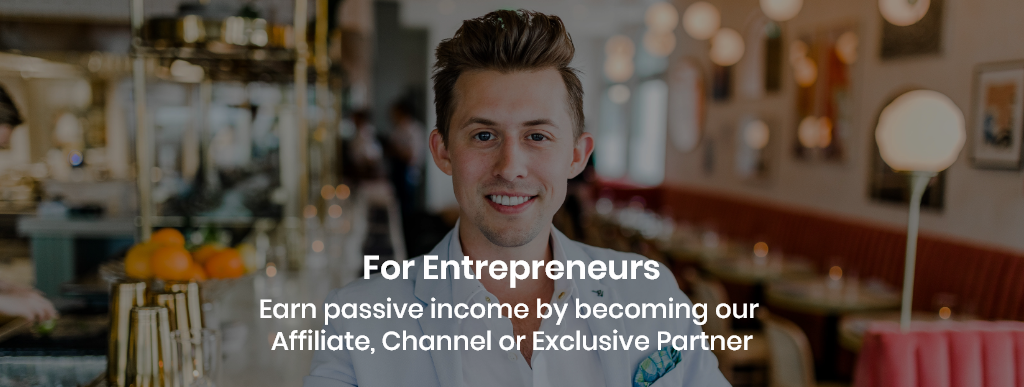 For Entrepreneurs
Earn passive income by becoming our
Affiliate, Channel or Exclusive Partner